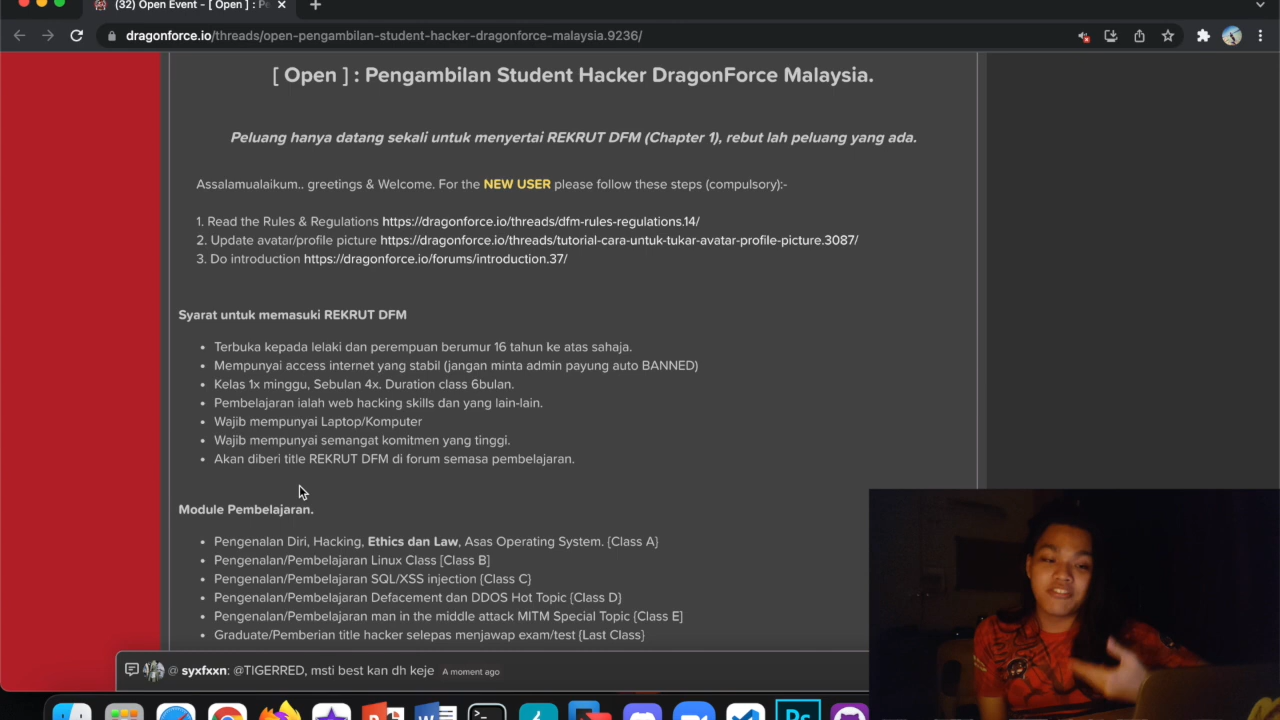 (32) Open Event - [ Open ] : P
dragonforce.io/threads/open-pengambilan-student-hacker-dragonforce-malaysia.9236/
[ Open ] : Pengambilan Student Hacker DragonForce Malaysia.
Peluang hanya datang sekali untuk menyertai REKRUT DFM (Chapter 1), rebut lah peluang yang ada.
Assalamualaikum.. greetings & Welcome. For the NEW USER please follow these steps (compulsory):-
1. Read the Rules & Regulations https://dragonforce.io/threads/dfm-rules-regulations.14/
2. Update avatar/profile picture https://dragonforce.io/threads/tutorial-cara-untuk-tukar-avatar-profile-picture.3087/
3. Do introduction https://dragonforce.io/forums/introduction.37/
Syarat untuk memasuki REKRUT DFM
• Terbuka kepada lelaki dan perempuan berumur 16 tahun ke atas sahaja.
• Mempunyai access internet yang stabil (jangan minta admin payung auto BANNED)
• Kelas 1x minggu, Sebulan 4x. Duration class 6bulan.
• Pembelajaran ialah web hacking skills dan yang lain-lain.
• Wajib mempunyai Laptop/Komputer
• Wajib mempunyai semangat komitmen yang tinggi.
• Akan diberi title REKRUT DFM di forum semasa pembelajaran.
Module Pembelajaran.
• Pengenalan Diri, Hacking, Ethics dan Law, Asas Operating System. {Class A}
• Pengenalan/Pembelajaran Linux Class [Class B]
• Pengenalan/Pembelajaran SQL/XSS injection {Class C}
• Pengenalan/Pembelajaran Defacement dan DDOS Hot Topic {Class D}
• Pengenalan/Pembelajaran man in the middle attack MITM Special Topic {Class E]
• Graduate/Pemberian title hacker selepas menjawap exam/test {Last Class}
@ syxfxxn: @TIGERRED, msti best kan dh keje A moment ago
P
W
Ps